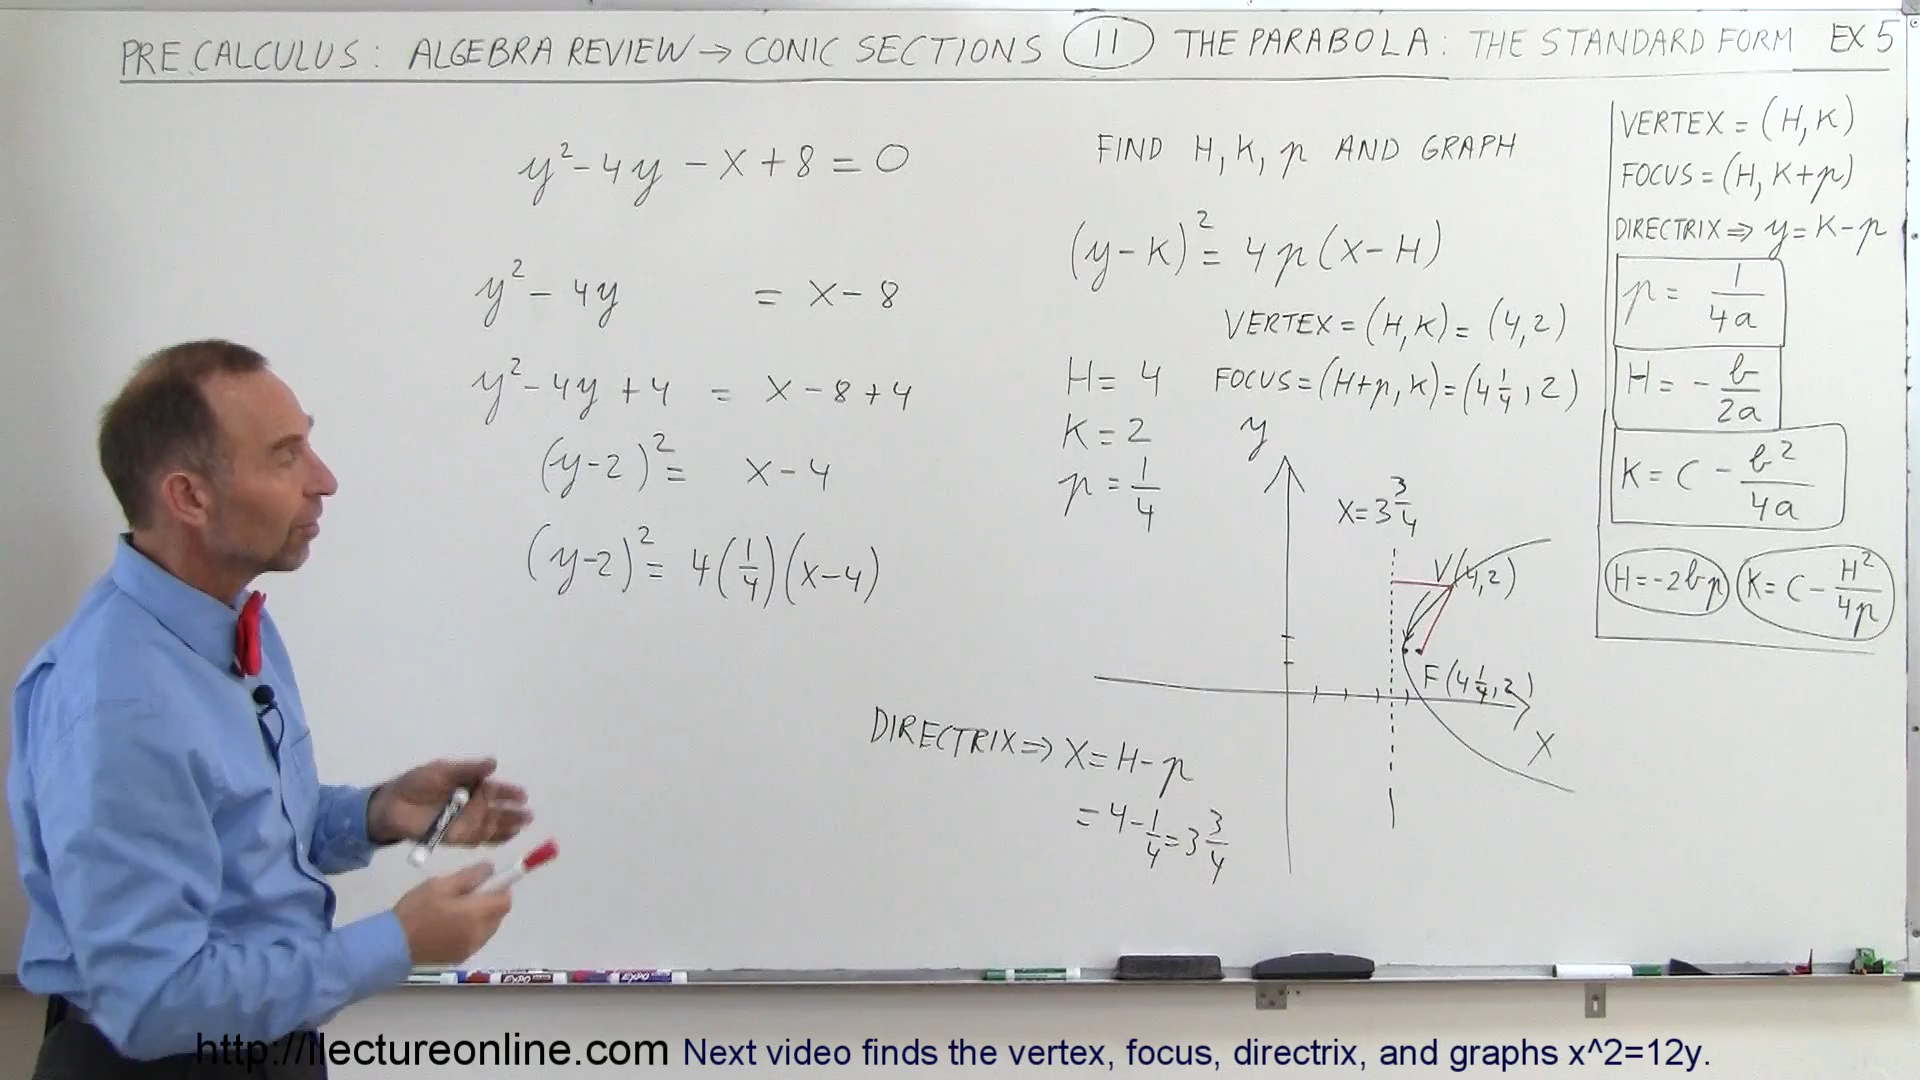 PRE CALCULUS: ALGEBRA REVIEW → CONIC SECTIONS (11) THE PARABOLA: THE STANDARD FORM EX 5
y² - 4y - x + 8 = 0
y² - 4y = x - 8
y² - 4y + 4 = x - 8 + 4
(y-2)² = x - 4
(y-2)² = 4(1/4)(x-4)
FIND H, K, p AND GRAPH
(y-K)² = 4p(x-H)
VERTEX = (H,K) = (4,2)
H = 4
FOCUS = (H+p, K) = (4 1/4, 2)
K = 2
p = 1/4
y
X = 3 3/4
V(4,2)
F(4 1/4, 2)
X
DIRECTRIX ⇒ X = H - p
= 4 - 1/4 = 3 3/4
VERTEX = (H,K)
FOCUS = (H, K+p)
DIRECTRIX ⇒ y = K - p
p = 1/4a
H = - b/2a
K = C - b²/4a
H = -2bp
K = C - H²/4p
EXPO
EXPO
http://ilectureonline.com Next video finds the vertex, focus, directrix, and graphs x^2=12y.